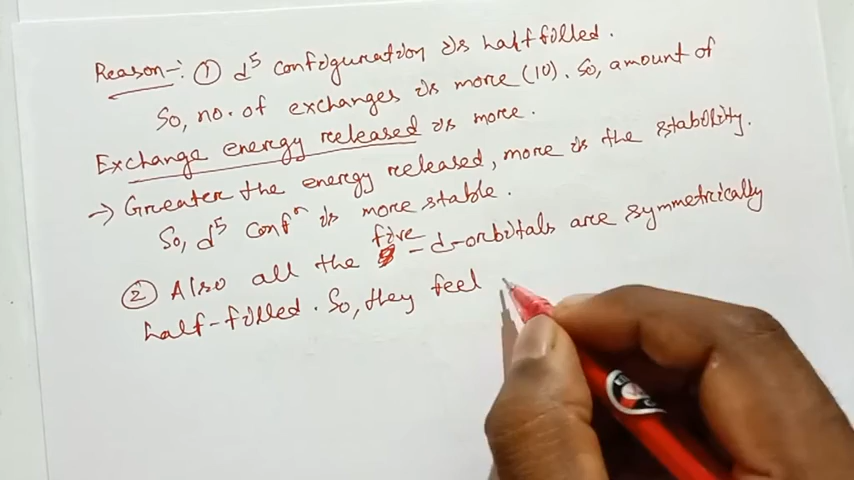 Reason-: ① d⁵ configuration is half filled.
So, no. of exchanges is more (10). So, amount of
Exchange energy released is more.
→ Greater the energy released, more is the stability.
So, d⁵ confⁿ is more stable.
② Also all the five - d-orbitals are symmetrically
half-filled. So, they feel